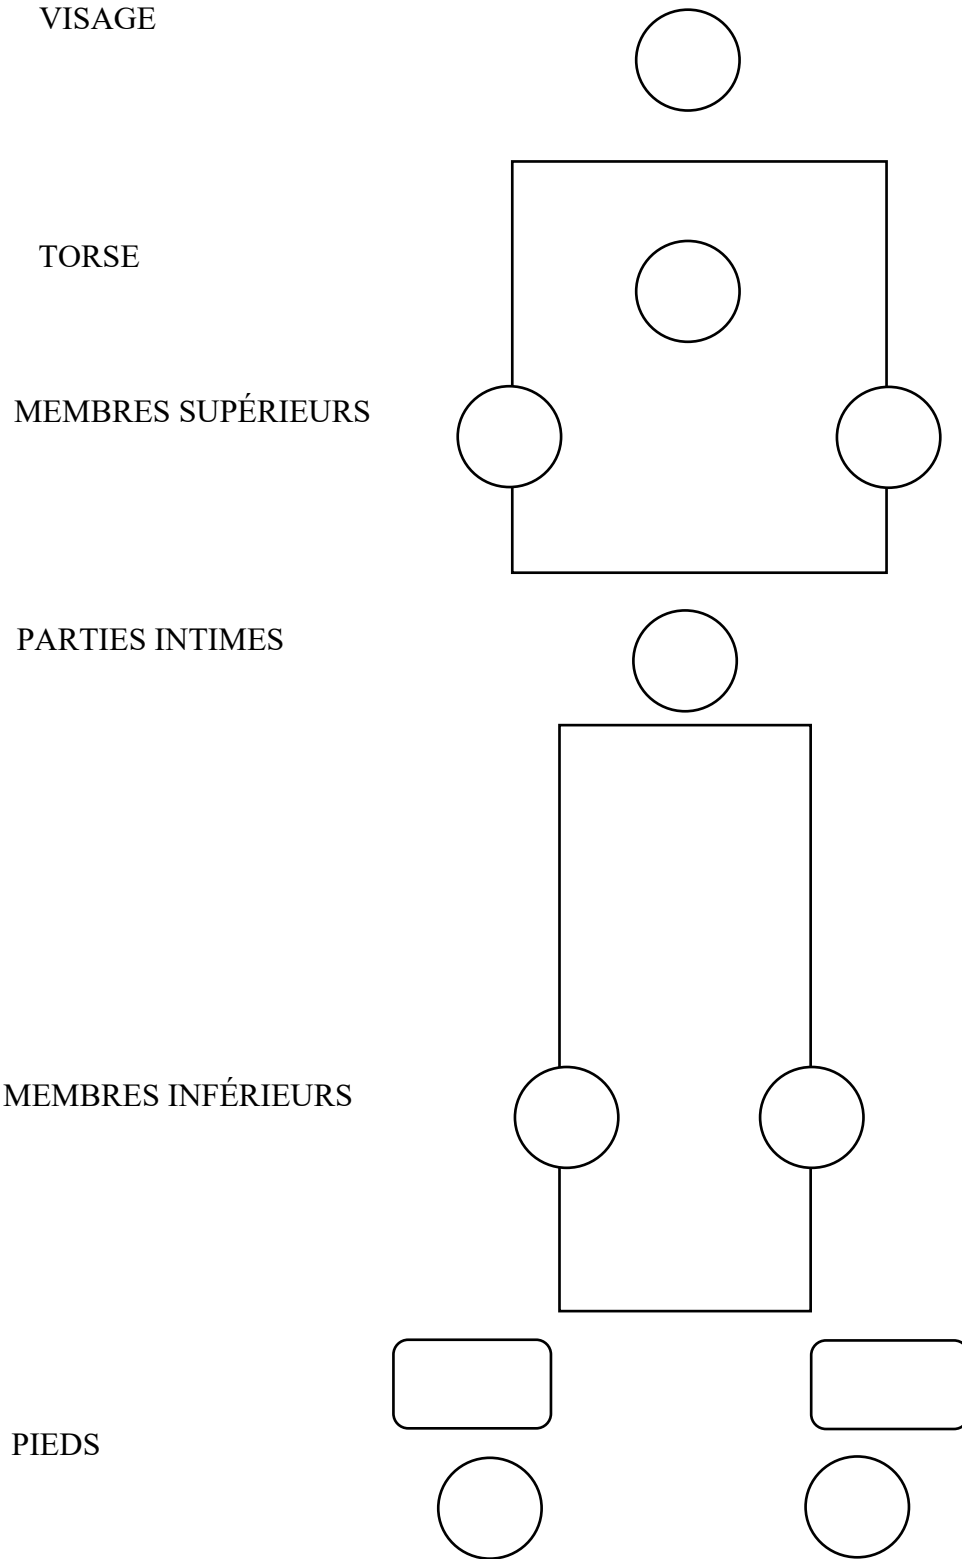 VISAGE
TORSE
MEMBRES SUPÉRIEURS
PARTIES INTIMES
MEMBRES INFÉRIEURS
PIEDS